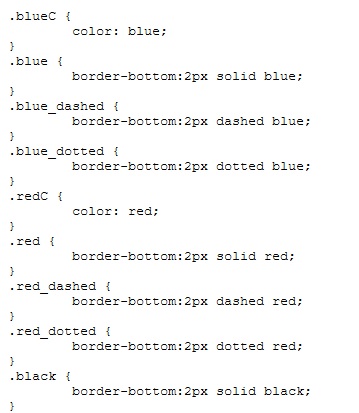 .blueC {
        color: blue;
}
.blue {
        border-bottom:2px solid blue;
}
.blue_dashed {
        border-bottom:2px dashed blue;
}
.blue_dotted {
        border-bottom:2px dotted blue;
}
.redC {
        color: red;
}
.red {
        border-bottom:2px solid red;
}
.red_dashed {
        border-bottom:2px dashed red;
}
.red_dotted {
        border-bottom:2px dotted red;
}
.black {
        border-bottom:2px solid black;
}